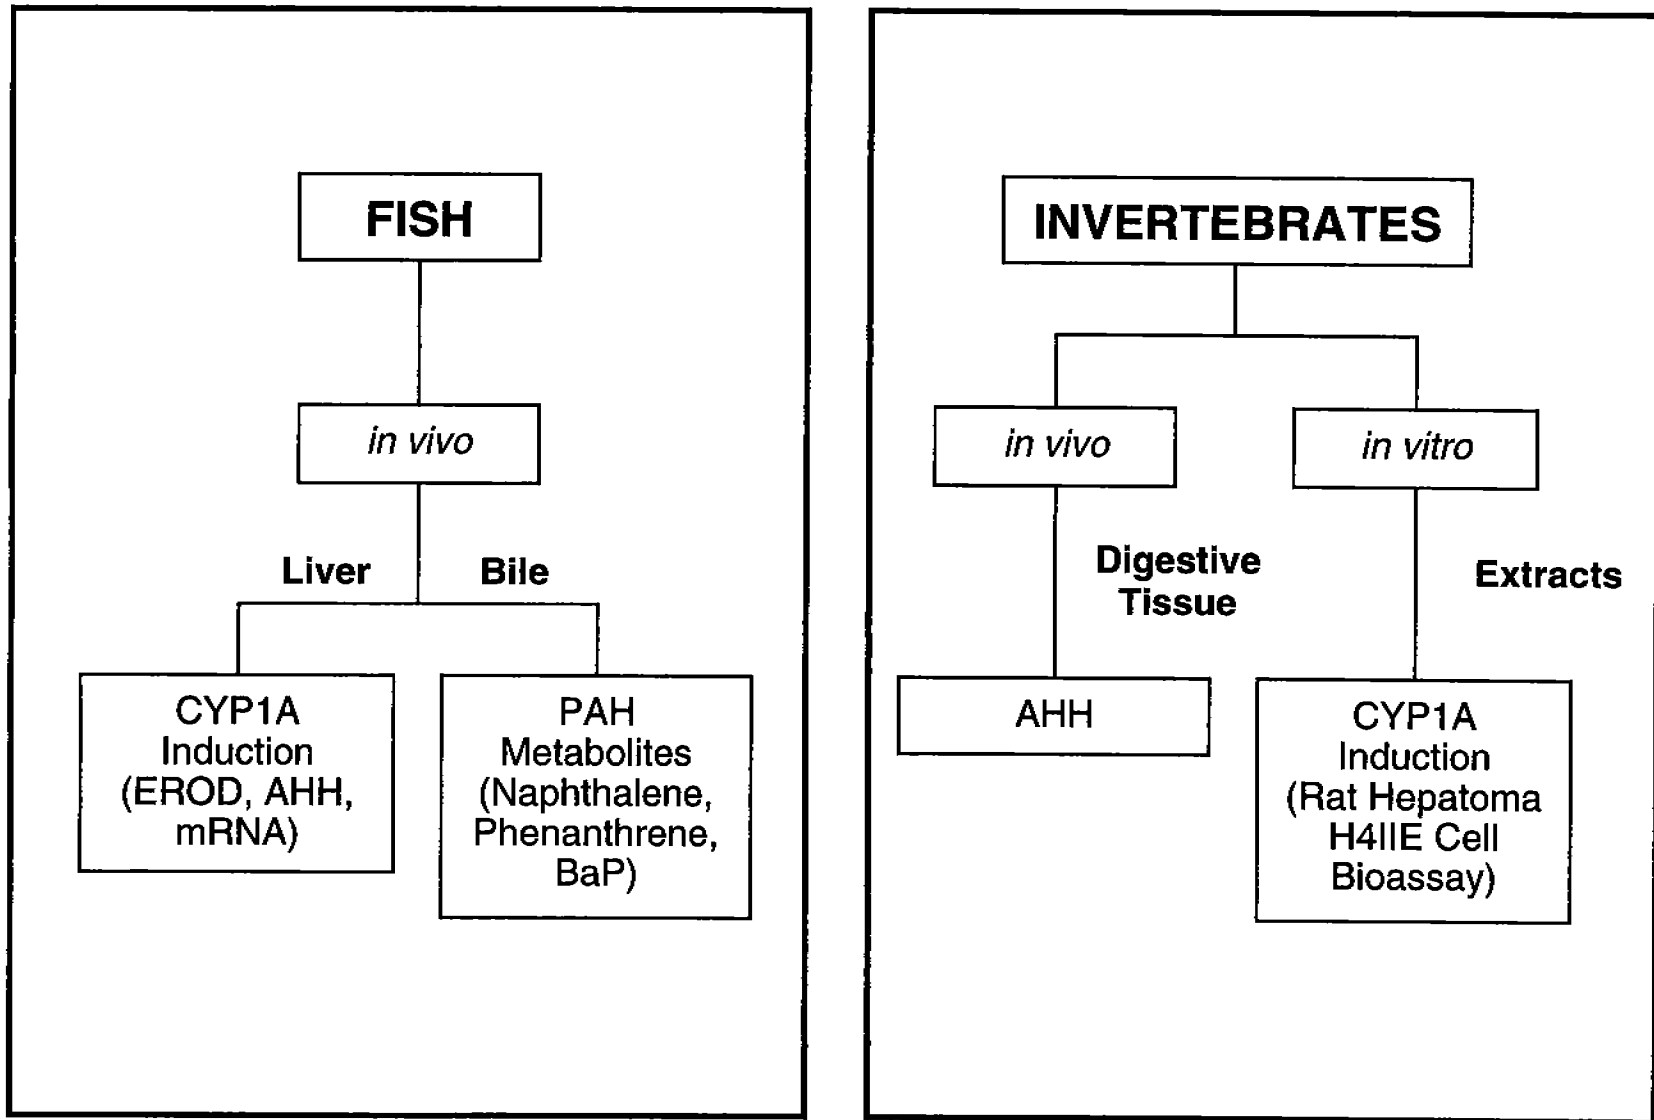 FISH
in vivo
Liver
Bile
CYP1A
Induction
(EROD, AHH,
mRNA)
PAH
Metabolites
(Naphthalene,
Phenanthrene,
BaP)
INVERTEBRATES
in vivo
in vitro
Digestive
Tissue
Extracts
AHH
CYP1A
Induction
(Rat Hepatoma
H4IIE Cell
Bioassay)